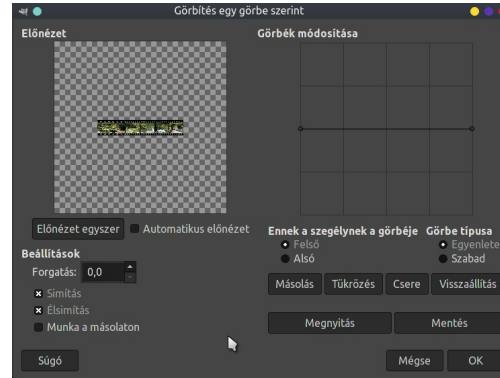 Görbítés egy görbe szerint
Előnézet
Görbék módosítása
Előnézet egyszer
Automatikus előnézet
Ennek a szegélynek a görbéje
Görbe típusa
Felső
Egyenletes
Alsó
Szabad
Beállítások
Forgatás: 0,0
Simítás
Élsimítás
Munka a másolaton
Másolás
Tükrözés
Csere
Visszaállítás
Megnyitás
Mentés
Súgó
Mégse
OK